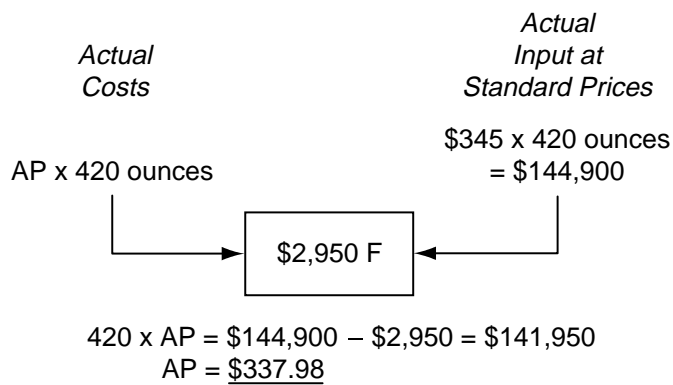 Actual
Costs
Actual
Input at
Standard Prices
AP x 420 ounces
$345 x 420 ounces
= $144,900
$2,950 F
420 x AP = $144,900 – $2,950 = $141,950
AP = $337.98